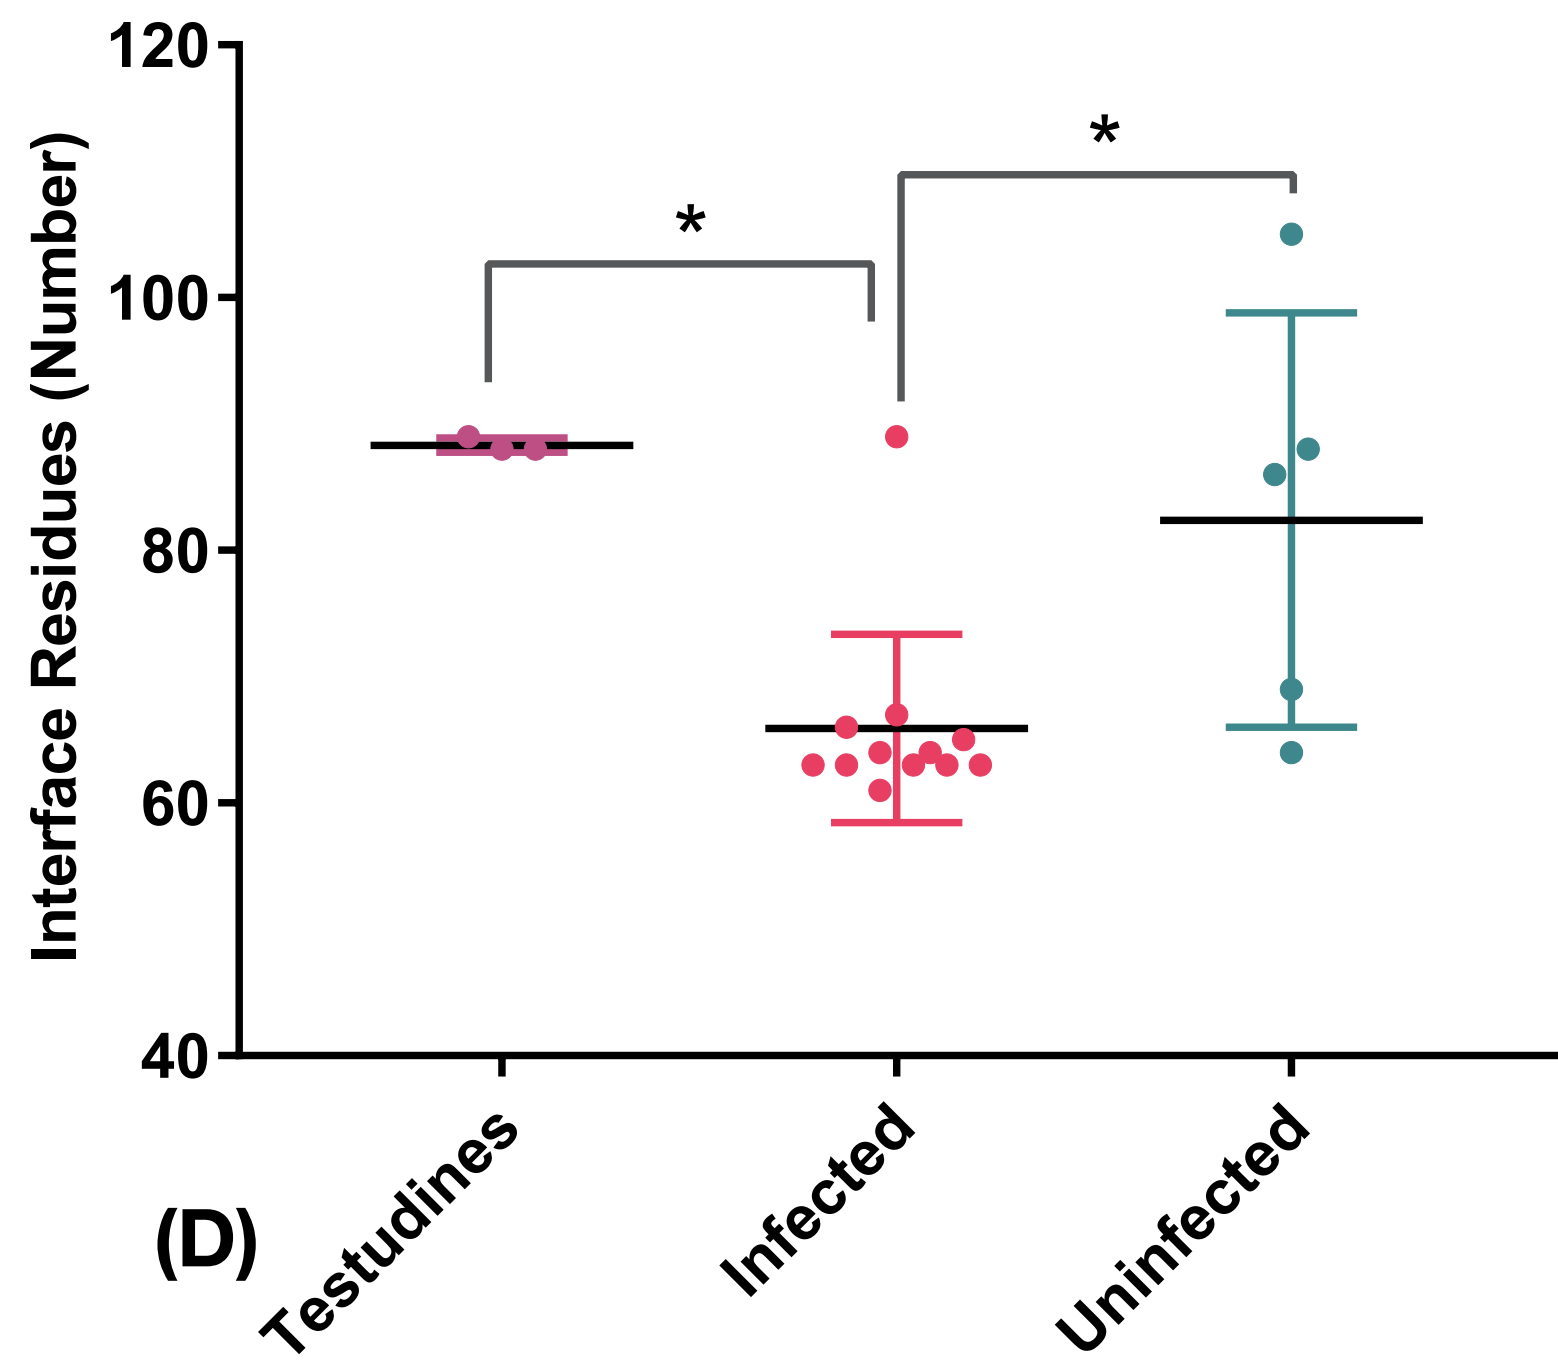 Interface Residues (Number)
120
100
80
60
40
*
*
Testudines
Infected
Uninfected
(D)